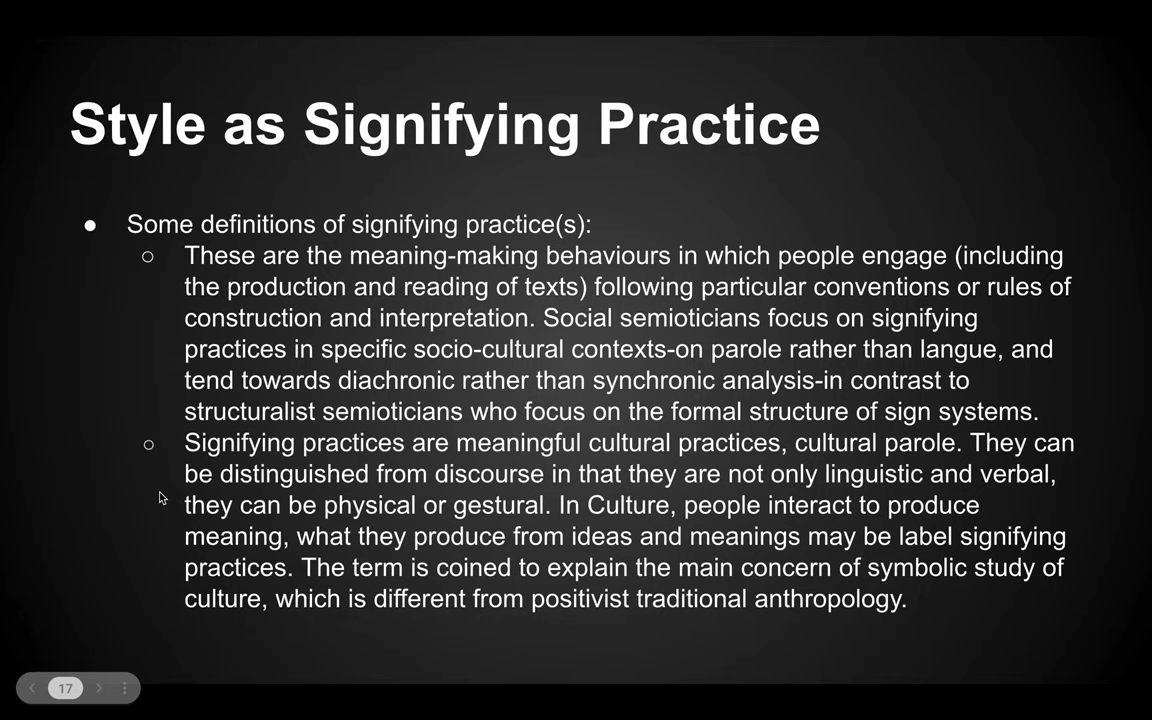 Style as Signifying Practice
● Some definitions of signifying practice(s):
○ These are the meaning-making behaviours in which people engage (including
the production and reading of texts) following particular conventions or rules of
construction and interpretation. Social semioticians focus on signifying
practices in specific socio-cultural contexts-on parole rather than langue, and
tend towards diachronic rather than synchronic analysis-in contrast to
structuralist semioticians who focus on the formal structure of sign systems.
○ Signifying practices are meaningful cultural practices, cultural parole. They can
be distinguished from discourse in that they are not only linguistic and verbal,
they can be physical or gestural. In Culture, people interact to produce
meaning, what they produce from ideas and meanings may be label signifying
practices. The term is coined to explain the main concern of symbolic study of
culture, which is different from positivist traditional anthropology.
17